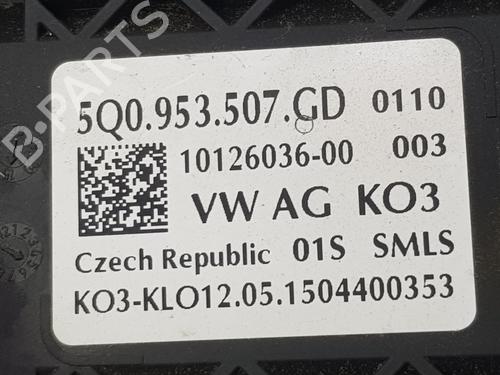 5Q0.953.507.GD 0110
10126036-00 003
VW AG KO3
Czech Republic 01S SMLS
KO3-KLO12.05.1504400353